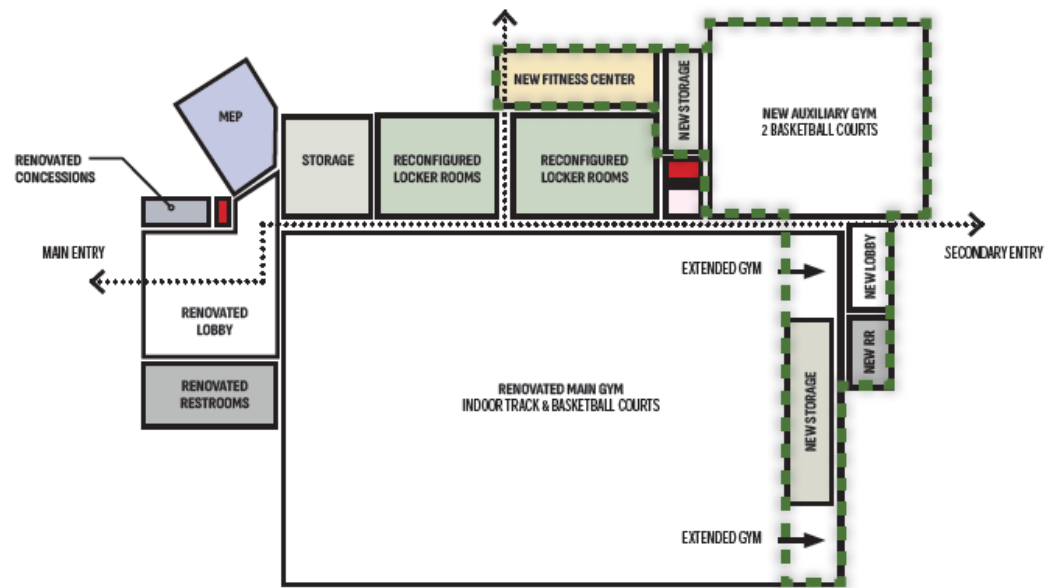 NEW FITNESS CENTER
NEW STORAGE
NEW AUXILIARY GYM
2 BASKETBALL COURTS
MEP
STORAGE
RECONFIGURED
LOCKER ROOMS
RECONFIGURED
LOCKER ROOMS
RENOVATED
CONCESSIONS
MAIN ENTRY
SECONDARY ENTRY
EXTENDED GYM
NEW LOBBY
RENOVATED
LOBBY
NEW RR
RENOVATED
RESTROOMS
RENOVATED MAIN GYM
INDOOR TRACK & BASKETBALL COURTS
NEW STORAGE
EXTENDED GYM